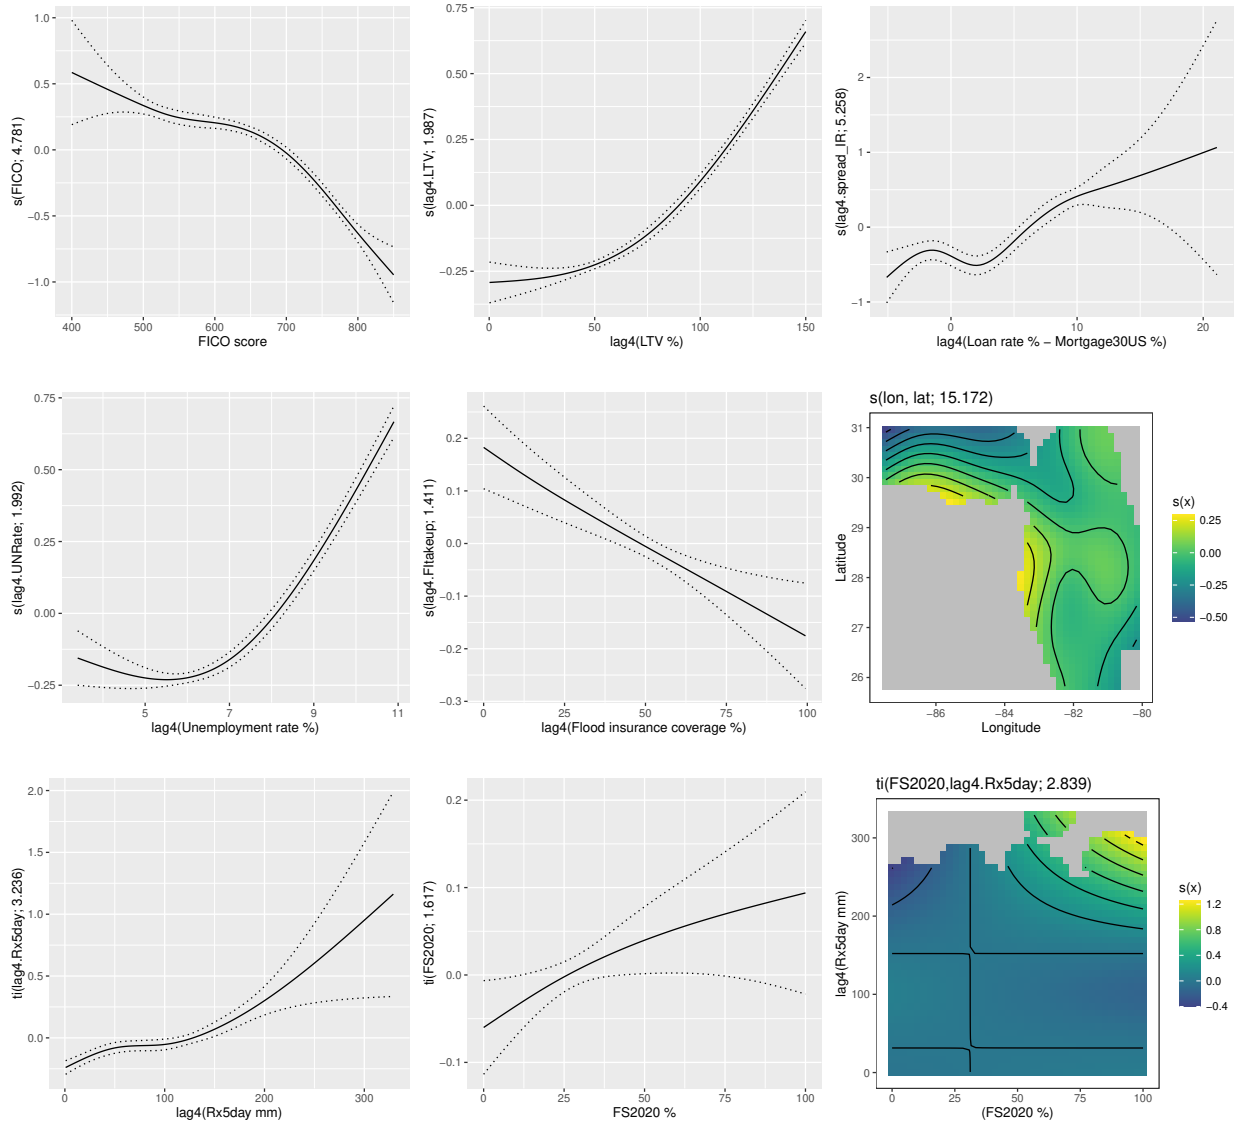 1.0
0.5
0.0
−0.5
−1.0
s(FICO; 4.781)
400 500 600 700 800
FICO score
0.75
0.50
0.25
0.00
−0.25
s(lag4.LTV; 1.987)
0 50 100 150
lag4(LTV %)
2
1
0
−1
s(lag4.spread_IR; 5.258)
0 10 20
lag4(Loan rate % − Mortgage30US %)
0.75
0.50
0.25
0.00
−0.25
s(lag4.UNRate; 1.992)
5 7 9 11
lag4(Unemployment rate %)
0.2
0.1
0.0
−0.1
−0.2
−0.3
s(lag4.FItakeup; 1.411)
0 25 50 75 100
lag4(Flood insurance coverage %)
s(lon, lat; 15.172)
31
30
29
28
27
26
Latitude
−86 −84 −82 −80
Longitude
s(x)
0.25
0.00
−0.25
−0.50
2.0
1.5
1.0
0.5
0.0
ti(lag4.Rx5day; 3.236)
0 100 200 300
lag4(Rx5day mm)
0.2
0.1
0.0
−0.1
ti(FS2020; 1.617)
0 25 50 75 100
FS2020 %
ti(FS2020,lag4.Rx5day; 2.839)
300
200
100
0
lag4(Rx5day mm)
0 25 50 75 100
(FS2020 %)
s(x)
1.2
0.8
0.4
0.0
−0.4